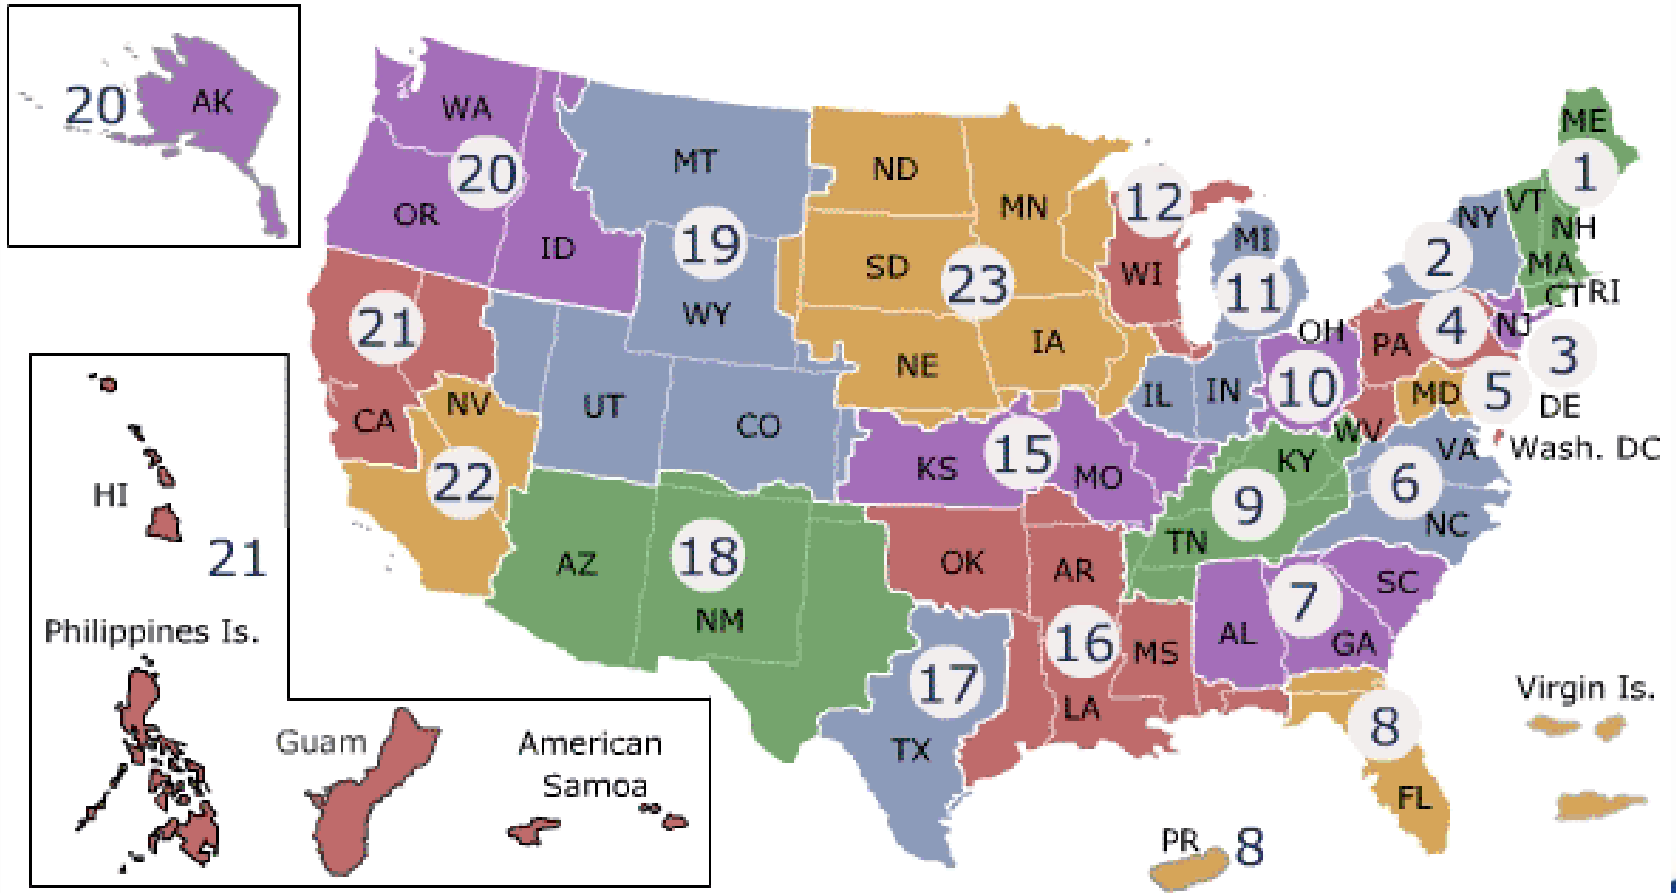 20
AK
WA
20
OR
ID
MT
19
WY
ND
MN
SD
23
NE
IA
12
WI
MI
11
ME
1
VT
NY
NH
2
MA
CT
RI
NJ
4
PA
3
OH
10
MD
5
DE
WV
VA
Wash. DC
IL
IN
21
CA
NV
22
UT
CO
KS
15
MO
KY
9
TN
6
NC
AZ
18
NM
OK
AR
16
MS
LA
17
TX
AL
7
GA
SC
8
FL
Virgin Is.
PR
8
HI
21
Philippines Is.
Guam
American
Samoa